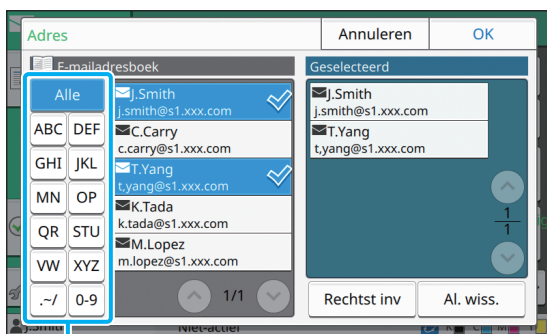 Adres
Annuleren
OK
E-mailadresboek
Geselecteerd
Alle
ABC DEF
GHI JKL
MN OP
QR STU
VW XYZ
.~/ 0-9
J.Smith
j.smith@s1.xxx.com
C.Carry
c.carry@s1.xxx.com
T.Yang
t,yang@s1.xxx.com
K.Tada
k.tada@s1.xxx.com
M.Lopez
m.lopez@s1.xxx.com
1/1
J.Smith
j.smith@s1.xxx.com
T.Yang
t,yang@s1.xxx.com
1
1
Rechtst inv
Al. wiss.
J.Smith
Niet-actief
K C M Y